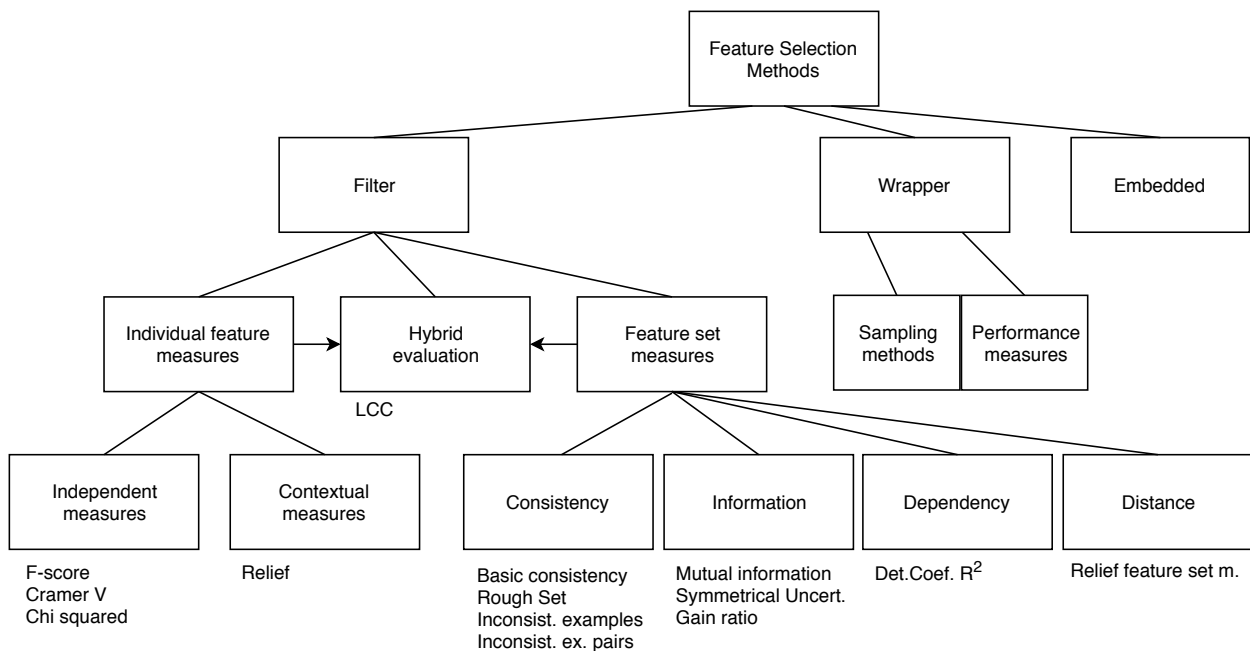 Feature Selection
Methods
Filter
Wrapper
Embedded
Individual feature
measures
Hybrid
evaluation
Feature set
measures
Sampling
methods
Performance
measures
LCC
Independent
measures
Contextual
measures
Consistency
Information
Dependency
Distance
F-score
Cramer V
Chi squared
Relief
Basic consistency
Rough Set
Inconsist. examples
Inconsist. ex. pairs
Mutual information
Symmetrical Uncert.
Gain ratio
Det.Coef. R²
Relief feature set m.